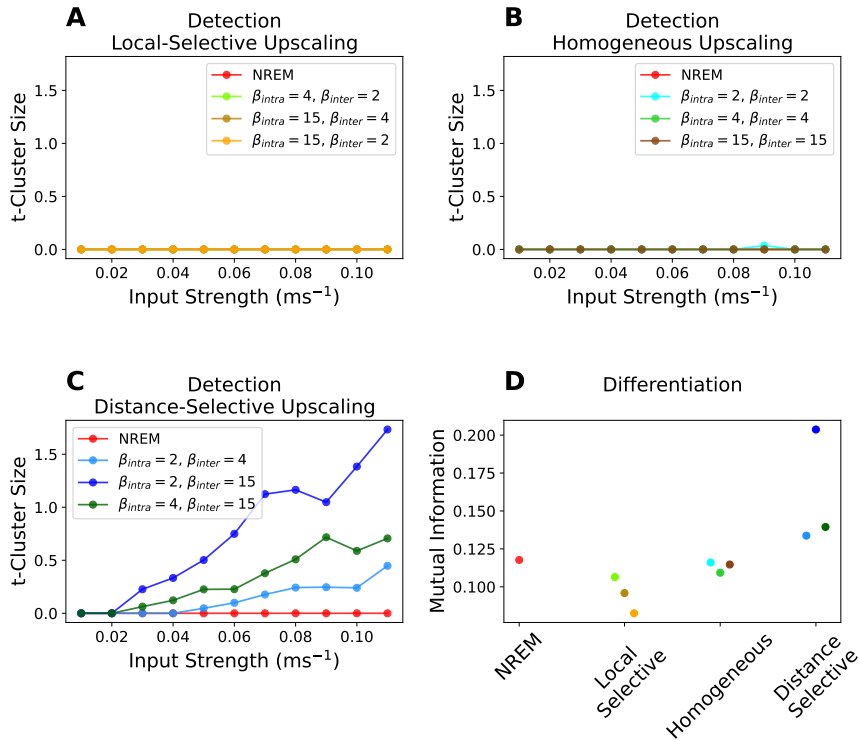 A
Detection
Local-Selective Upscaling
t-Cluster Size
1.5
1.0
0.5
0.0
NREM
β_intra = 4, β_inter = 2
β_intra = 15, β_inter = 4
β_intra = 15, β_inter = 2
0.02 0.04 0.06 0.08 0.10
Input Strength (ms⁻¹)
B
Detection
Homogeneous Upscaling
t-Cluster Size
1.5
1.0
0.5
0.0
NREM
β_intra = 2, β_inter = 2
β_intra = 4, β_inter = 4
β_intra = 15, β_inter = 15
0.02 0.04 0.06 0.08 0.10
Input Strength (ms⁻¹)
C
Detection
Distance-Selective Upscaling
t-Cluster Size
1.5
1.0
0.5
0.0
NREM
β_intra = 2, β_inter = 4
β_intra = 2, β_inter = 15
β_intra = 4, β_inter = 15
0.02 0.04 0.06 0.08 0.10
Input Strength (ms⁻¹)
D
Differentiation
Mutual Information
0.200
0.175
0.150
0.125
0.100
NREM
Local
Selective
Homogeneous
Distance
Selective